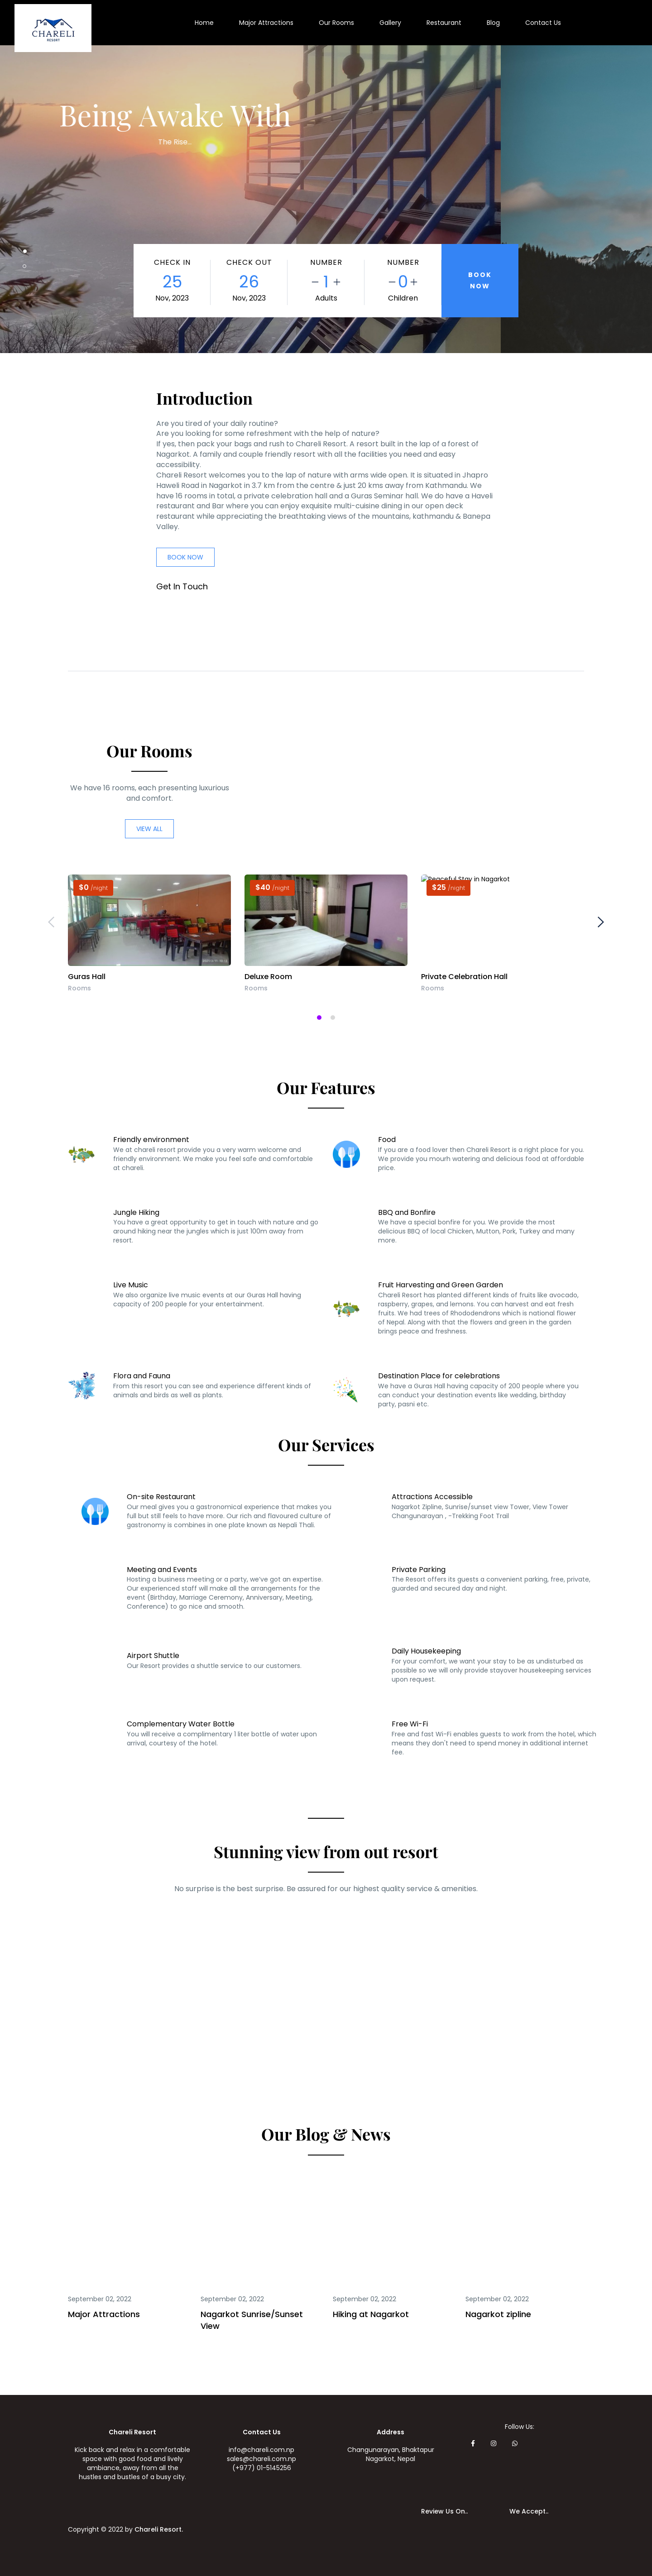 CHARELI
RESORT
Home
Major Attractions
Our Rooms
Gallery
Restaurant
Blog
Contact Us
Being Awake With
The Rise...
CHECK IN
25
Nov, 2023
CHECK OUT
26
Nov, 2023
NUMBER
− 1 +
Adults
NUMBER
− 0 +
Children
BOOK
NOW
Introduction
Are you tired of your daily routine?
Are you looking for some refreshment with the help of nature?
If yes, then pack your bags and rush to Chareli Resort. A resort built in the lap of a forest of
Nagarkot. A family and couple friendly resort with all the facilities you need and easy
accessibility.
Chareli Resort welcomes you to the lap of nature with arms wide open. It is situated in Jhapro
Haweli Road in Nagarkot in 3.7 km from the centre & just 20 kms away from Kathmandu. We
have 16 rooms in total, a private celebration hall and a Guras Seminar hall. We do have a Haveli
restaurant and Bar where you can enjoy exquisite multi-cuisine dining in our open deck
restaurant while appreciating the breathtaking views of the mountains, kathmandu & Banepa
Valley.
BOOK NOW
Get In Touch
Our Rooms
We have 16 rooms, each presenting luxurious
and comfort.
VIEW ALL
$0 /night
Guras Hall
Rooms
$40 /night
Deluxe Room
Rooms
Peaceful Stay in Nagarkot
$25 /night
Private Celebration Hall
Rooms
Our Features
Friendly environment
We at chareli resort provide you a very warm welcome and
friendly environment. We make you feel safe and comfortable
at chareli.
Food
If you are a food lover then Chareli Resort is a right place for you.
We provide you mourh watering and delicious food at affordable
price.
Jungle Hiking
You have a great opportunity to get in touch with nature and go
around hiking near the jungles which is just 100m away from
resort.
BBQ and Bonfire
We have a special bonfire for you. We provide the most
delicious BBQ of local Chicken, Mutton, Pork, Turkey and many
more.
Live Music
We also organize live music events at our Guras Hall having
capacity of 200 people for your entertainment.
Fruit Harvesting and Green Garden
Chareli Resort has planted different kinds of fruits like avocado,
raspberry, grapes, and lemons. You can harvest and eat fresh
fruits. We had trees of Rhododendrons which is national flower
of Nepal. Along with that the flowers and green in the garden
brings peace and freshness.
Flora and Fauna
From this resort you can see and experience different kinds of
animals and birds as well as plants.
Destination Place for celebrations
We have a Guras Hall having capacity of 200 people where you
can conduct your destination events like wedding, birthday
party, pasni etc.
Our Services
On-site Restaurant
Our meal gives you a gastronomical experience that makes you
full but still feels to have more. Our rich and flavoured culture of
gastronomy is combines in one plate known as Nepali Thali.
Attractions Accessible
Nagarkot Zipline, Sunrise/sunset view Tower, View Tower
Changunarayan , -Trekking Foot Trail
Meeting and Events
Hosting a business meeting or a party, we've got an expertise.
Our experienced staff will make all the arrangements for the
event (Birthday, Marriage Ceremony, Anniversary, Meeting,
Conference) to go nice and smooth.
Private Parking
The Resort offers its guests a convenient parking, free, private,
guarded and secured day and night.
Airport Shuttle
Our Resort provides a shuttle service to our customers.
Daily Housekeeping
For your comfort, we want your stay to be as undisturbed as
possible so we will only provide stayover housekeeping services
upon request.
Complementary Water Bottle
You will receive a complimentary 1 liter bottle of water upon
arrival, courtesy of the hotel.
Free Wi-Fi
Free and fast Wi-Fi enables guests to work from the hotel, which
means they don't need to spend money in additional internet
fee.
Stunning view from out resort
No surprise is the best surprise. Be assured for our highest quality service & amenities.
Our Blog & News
September 02, 2022
Major Attractions
September 02, 2022
Nagarkot Sunrise/Sunset
View
September 02, 2022
Hiking at Nagarkot
September 02, 2022
Nagarkot zipline
Chareli Resort
Kick back and relax in a comfortable
space with good food and lively
ambiance, away from all the
hustles and bustles of a busy city.
Contact Us
info@chareli.com.np
sales@chareli.com.np
(+977) 01-5145256
Address
Changunarayan, Bhaktapur
Nagarkot, Nepal
Follow Us:
Review Us On..
We Accept..
Copyright © 2022 by Chareli Resort.